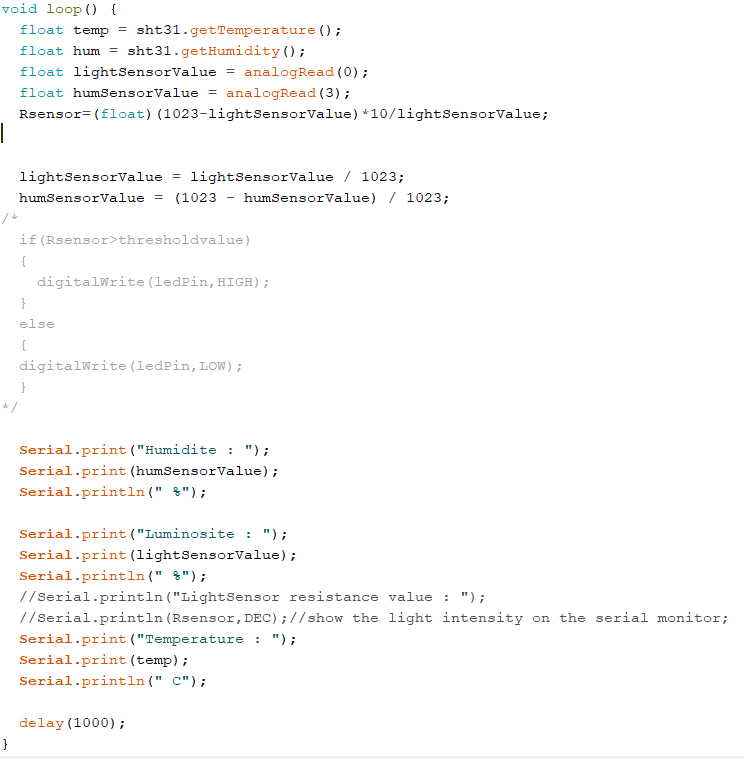 void loop() {
  float temp = sht31.getTemperature();
  float hum = sht31.getHumidity();
  float lightSensorValue = analogRead(0);
  float humSensorValue = analogRead(3);
  Rsensor=(float)(1023-lightSensorValue)*10/lightSensorValue;
  lightSensorValue = lightSensorValue / 1023;
  humSensorValue = (1023 - humSensorValue) / 1023;
/*
  if(Rsensor>thresholdvalue)
  {
    digitalWrite(ledPin,HIGH);
  }
  else
  {
  digitalWrite(ledPin,LOW);
  }
*/
  Serial.print("Humidite : ");
  Serial.print(humSensorValue);
  Serial.println(" %");
  Serial.print("Luminosite : ");
  Serial.print(lightSensorValue);
  Serial.println(" %");
  //Serial.println("LightSensor resistance value : ");
  //Serial.println(Rsensor,DEC);//show the light intensity on the serial monitor;
  Serial.print("Temperature : ");
  Serial.print(temp);
  Serial.println(" C");
  delay(1000);
}